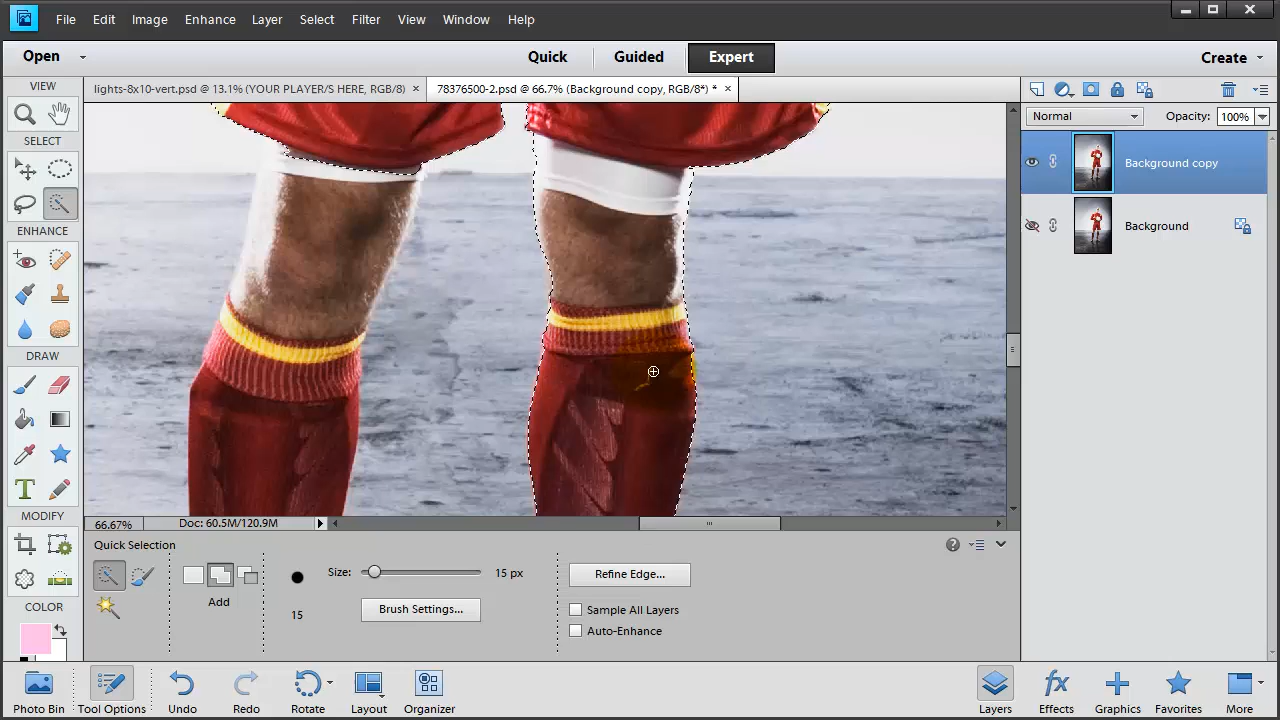 File Edit Image Enhance Layer Select Filter View Window Help
Open Quick Guided Expert Create
VIEW
lights-8x10-vert.psd @ 13.1% (YOUR PLAYER/S HERE, RGB/8) × 78376500-2.psd @ 66.7% (Background copy, RGB/8*) * ×
Normal Opacity: 100%
SELECT
Background copy
Background
ENHANCE
DRAW
T
MODIFY
66.67% Doc: 60.5M/120.9M
Quick Selection
Size: 15 px Refine Edge...
Add
15 Brush Settings... Sample All Layers
Auto-Enhance
COLOR
Photo Bin Tool Options Undo Redo Rotate Layout Organizer Layers Effects Graphics Favorites More